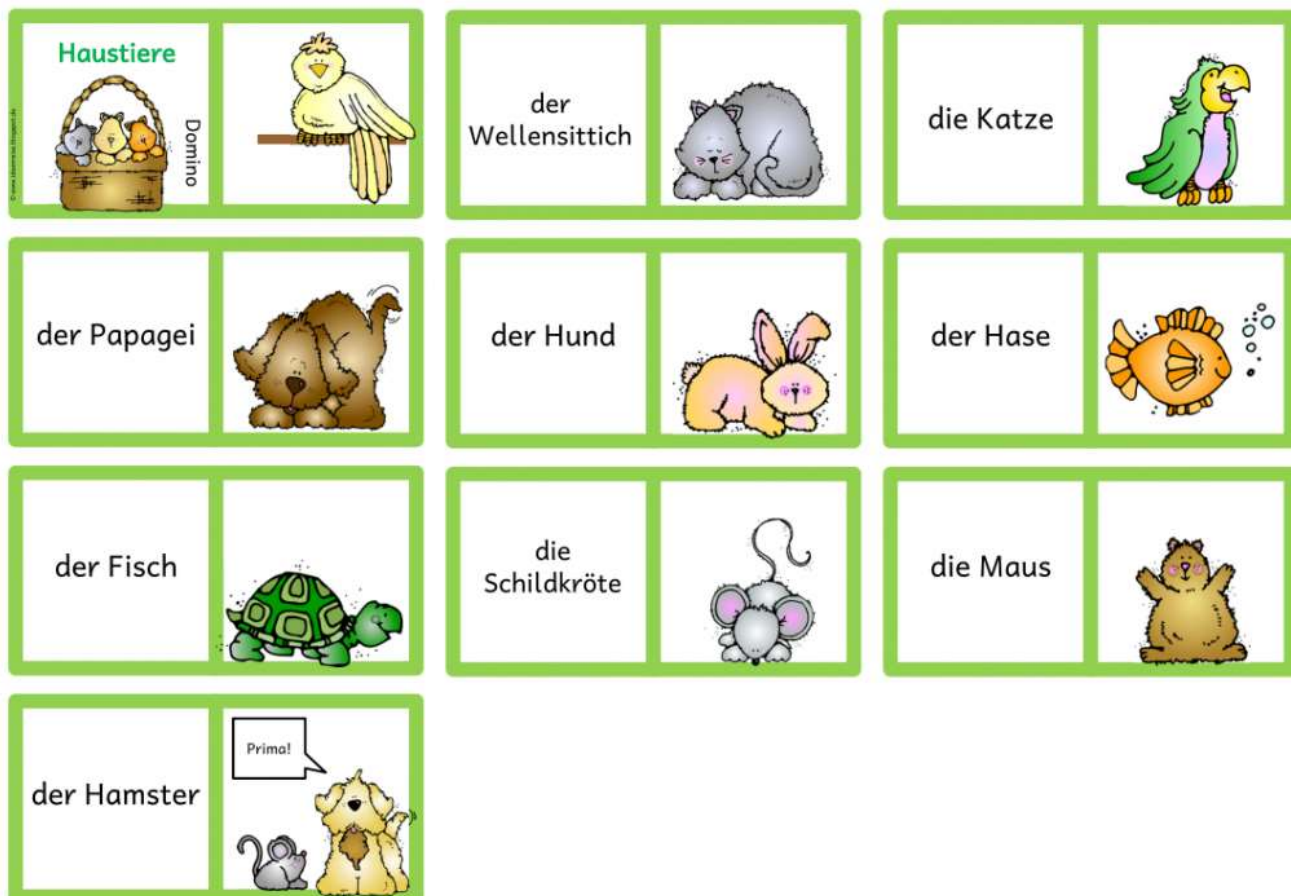 Haustiere
Domino
der
Wellensittich
die Katze
der Papagei
der Hund
der Hase
der Fisch
die
Schildkröte
die Maus
der Hamster
Prima!